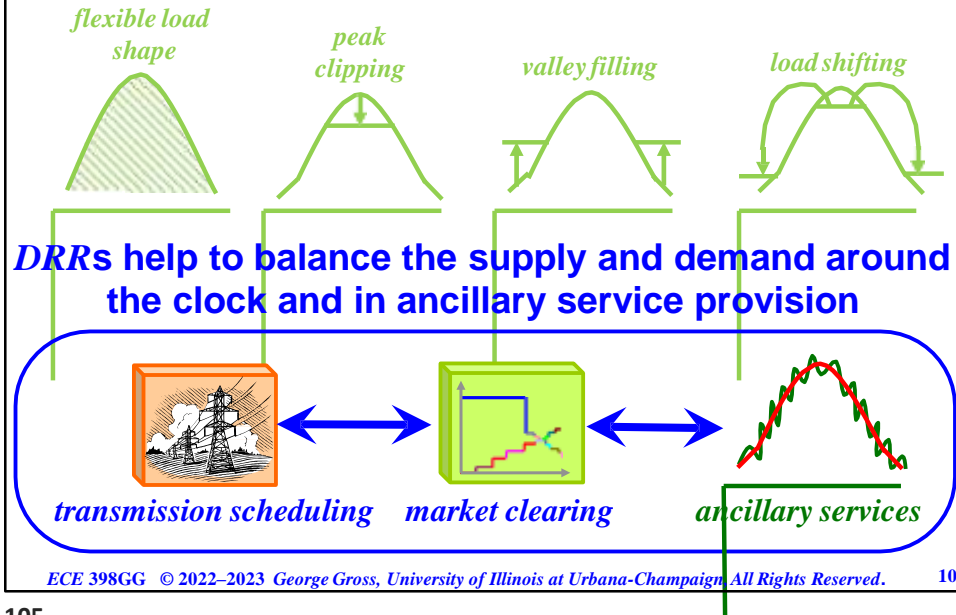 flexible load
shape
peak
clipping
valley filling
load shifting
DRRs help to balance the supply and demand around
the clock and in ancillary service provision
transmission scheduling
market clearing
ancillary services
ECE 398GG © 2022–2023 George Gross, University of Illinois at Urbana-Champaign, All Rights Reserved.
10